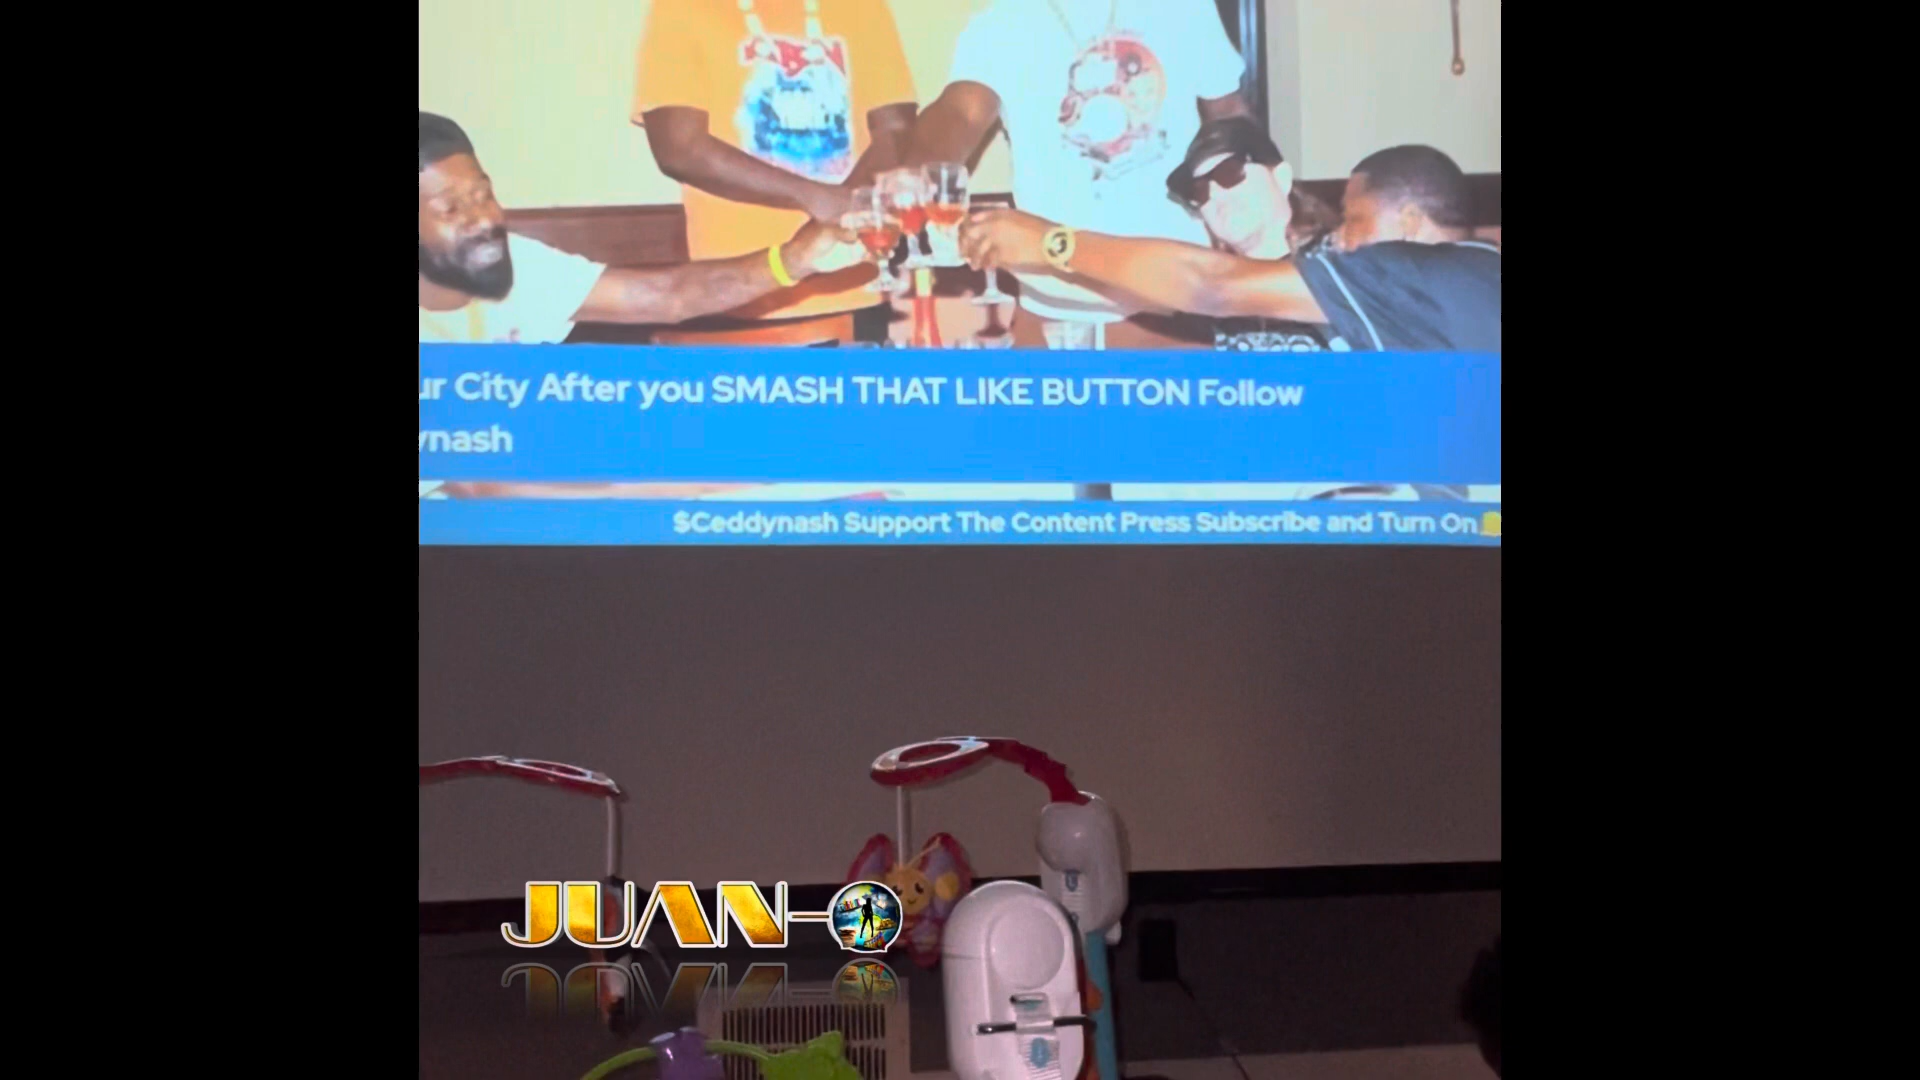 ur City After you SMASH THAT LIKE BUTTON Follow
ynash
$Ceddynash Support The Content Press Subscribe and Turn On
JUAN-O